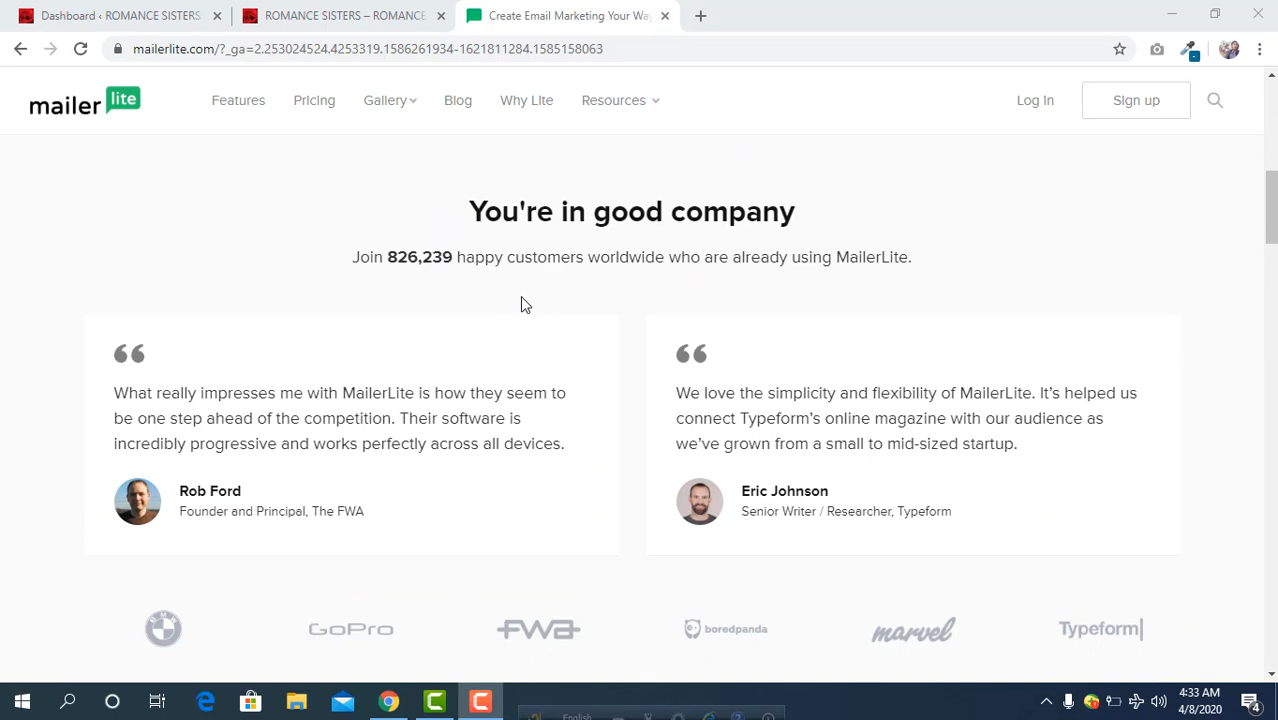 Dashboard ‹ ROMANCE SISTERS
ROMANCE SISTERS – ROMANCE
Create Email Marketing Your Way
mailerlite.com/?_ga=2.253024524.4253319.1586261934-1621811284.1585158063
mailer lite
Features
Pricing
Gallery
Blog
Why Lite
Resources
Log In
Sign up
You're in good company
Join 826,239 happy customers worldwide who are already using MailerLite.
What really impresses me with MailerLite is how they seem to
be one step ahead of the competition. Their software is
incredibly progressive and works perfectly across all devices.
Rob Ford
Founder and Principal, The FWA
We love the simplicity and flexibility of MailerLite. It’s helped us
connect Typeform’s online magazine with our audience as
we’ve grown from a small to mid-sized startup.
Eric Johnson
Senior Writer / Researcher, Typeform
BMW
GoPro
FWA
boredpanda
marvel
Typeform
English
4:33 AM
4/8/2020
4